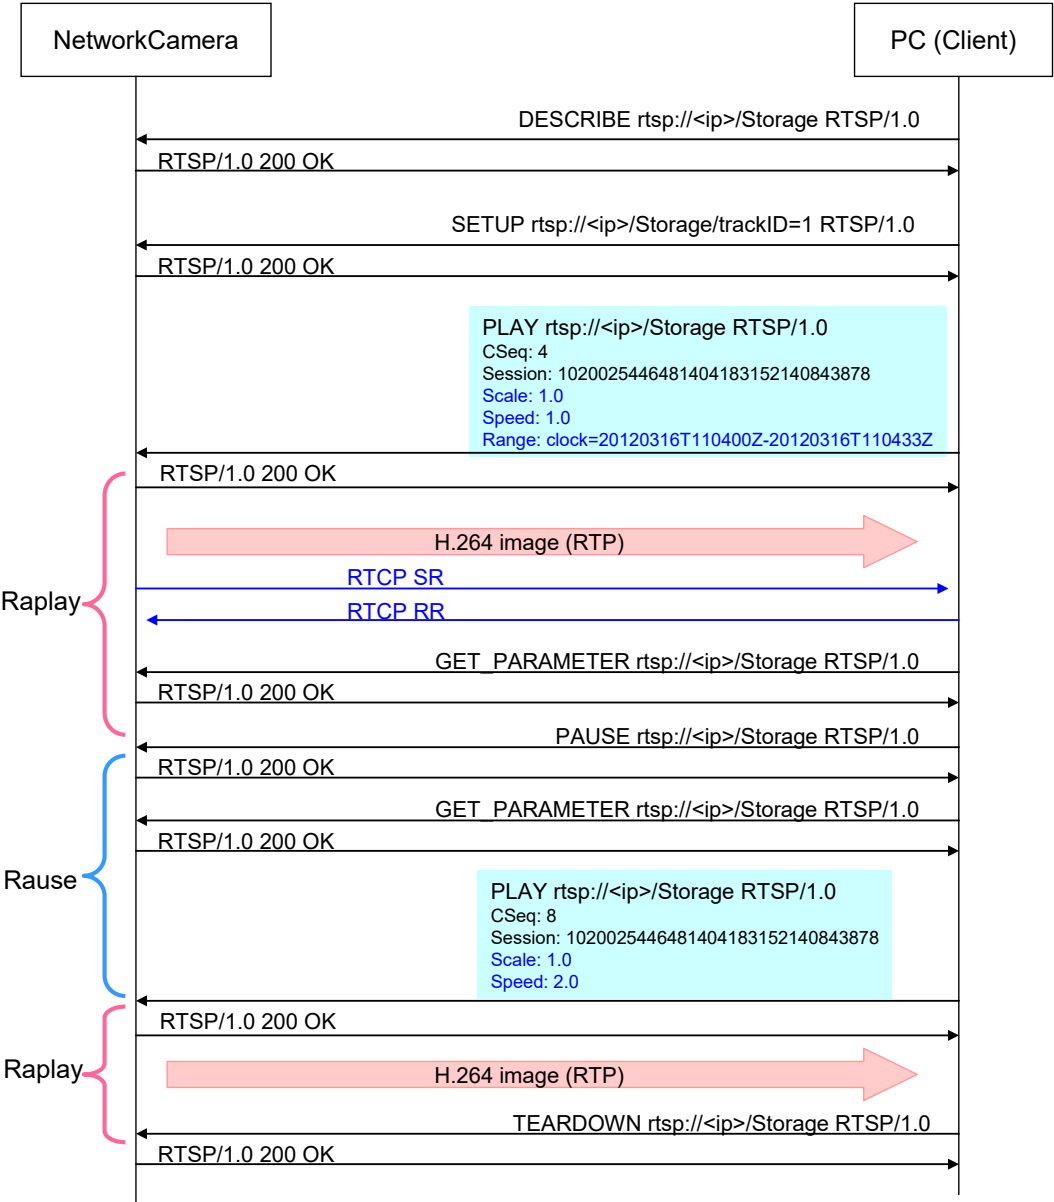 NetworkCamera
PC (Client)
DESCRIBE rtsp://<ip>/Storage RTSP/1.0
RTSP/1.0 200 OK
SETUP rtsp://<ip>/Storage/trackID=1 RTSP/1.0
RTSP/1.0 200 OK
PLAY rtsp://<ip>/Storage RTSP/1.0
CSeq: 4
Session: 10200254464814041831521​40843878
Scale: 1.0
Speed: 1.0
Range: clock=20120316T110400Z-20120316T110433Z
RTSP/1.0 200 OK
H.264 image (RTP)
RTCP SR
Raplay
RTCP RR
GET_PARAMETER rtsp://<ip>/Storage RTSP/1.0
RTSP/1.0 200 OK
PAUSE rtsp://<ip>/Storage RTSP/1.0
RTSP/1.0 200 OK
GET_PARAMETER rtsp://<ip>/Storage RTSP/1.0
RTSP/1.0 200 OK
Rause
PLAY rtsp://<ip>/Storage RTSP/1.0
CSeq: 8
Session: 1020025446481404183152140843878
Scale: 1.0
Speed: 2.0
RTSP/1.0 200 OK
Raplay
H.264 image (RTP)
TEARDOWN rtsp://<ip>/Storage RTSP/1.0
RTSP/1.0 200 OK